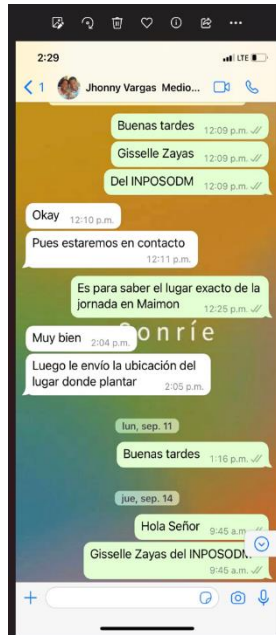 2:29
LTE
1
Jhonny Vargas Medio...
Buenas tardes 12:09 p.m.
Gisselle Zayas 12:09 p.m.
Del INPOSODM 12:09 p.m.
Okay 12:10 p.m.
Pues estaremos en contacto
12:11 p.m.
Es para saber el lugar exacto de la
jornada en Maimon 12:25 p.m.
Sonríe
Muy bien 2:04 p.m.
Luego le envío la ubicación del
lugar donde plantar 2:05 p.m.
lun, sep. 11
Buenas tardes 1:16 p.m.
jue, sep. 14
Hola Señor 9:45 a.m.
Gisselle Zayas del INPOSODM
9:45 a.m.